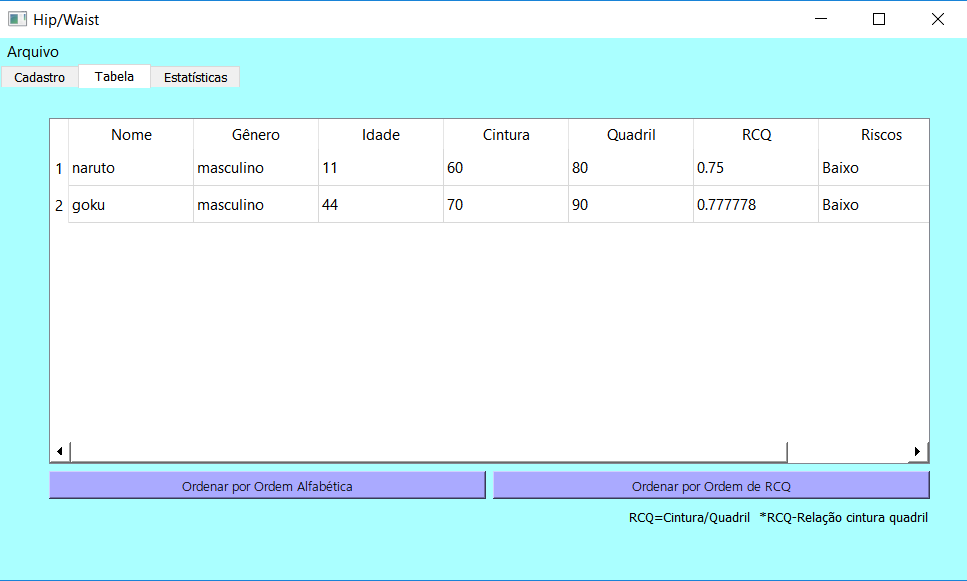 Hip/Waist
Arquivo
Cadastro Tabela Estatísticas
Nome Gênero Idade Cintura Quadril RCQ Riscos
1 naruto masculino 11 60 80 0.75 Baixo
2 goku masculino 44 70 90 0.777778 Baixo
Ordenar por Ordem Alfabética Ordenar por Ordem de RCQ
RCQ=Cintura/Quadril *RCQ-Relação cintura quadril